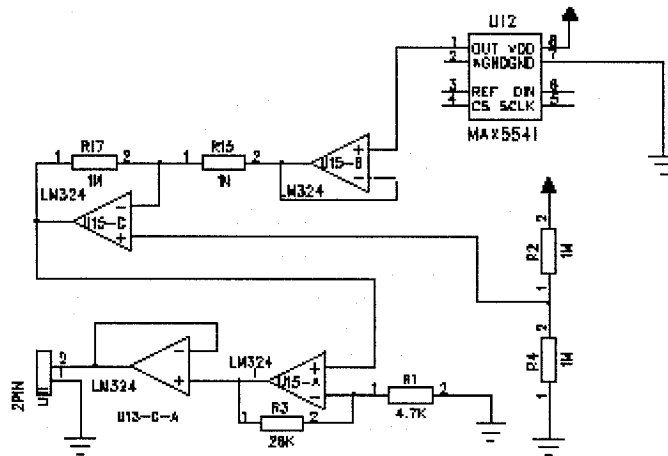 U12
1 OUT VDD 8
2 AGNDGND 7
3 REF DIN 6
4 CS SCLK 5
MAX5541
1 R17 2
1M
1 R15 2
1M
LM324
U15-B
LM324
U15-C
2
R2
1M
1
2
R4
1M
1
2PIN
2
1
LM324
U13-C-A
LM324
U15-A
1 R3 2
28K
1 R1 2
4.7K